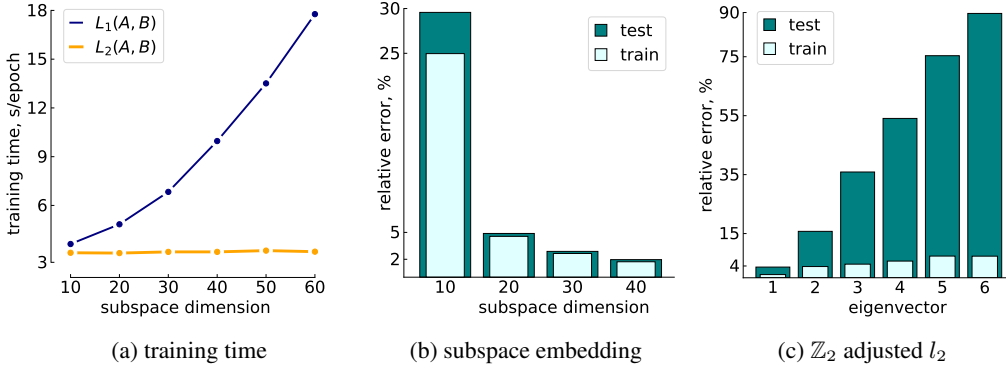 training time, s/epoch
18
18
9
6
3
L₁(A, B)
L₂(A, B)
10 20 30 40 50 60
subspace dimension
(a) training time
relative error, %
30
25
5
2
test
train
10 20 30 40
subspace dimension
(b) subspace embedding
relative error, %
90
75
55
35
15
4
test
train
1 2 3 4 5 6
eigenvector
(c) ℤ₂ adjusted l₂